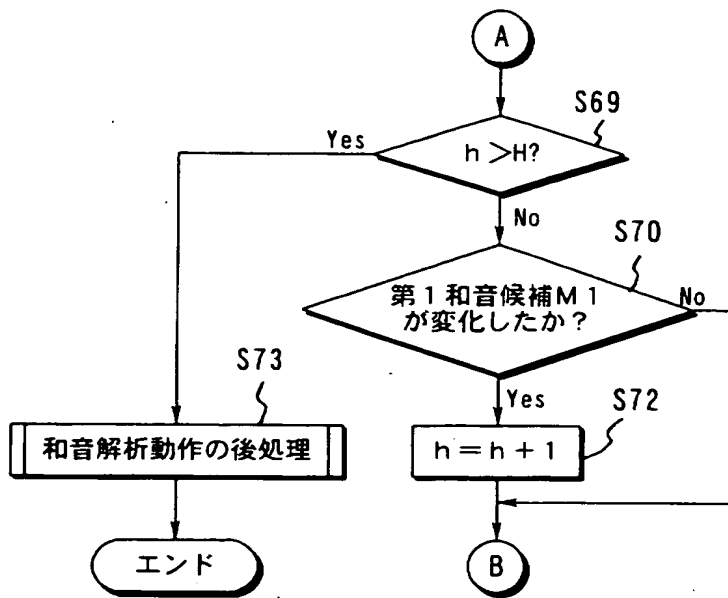 A
S69
Yes
h>H?
No
S70
第1和音候補M1
が変化したか?
No
S73
Yes
S72
和音解析動作の後処理
h=h+1
エンド
B